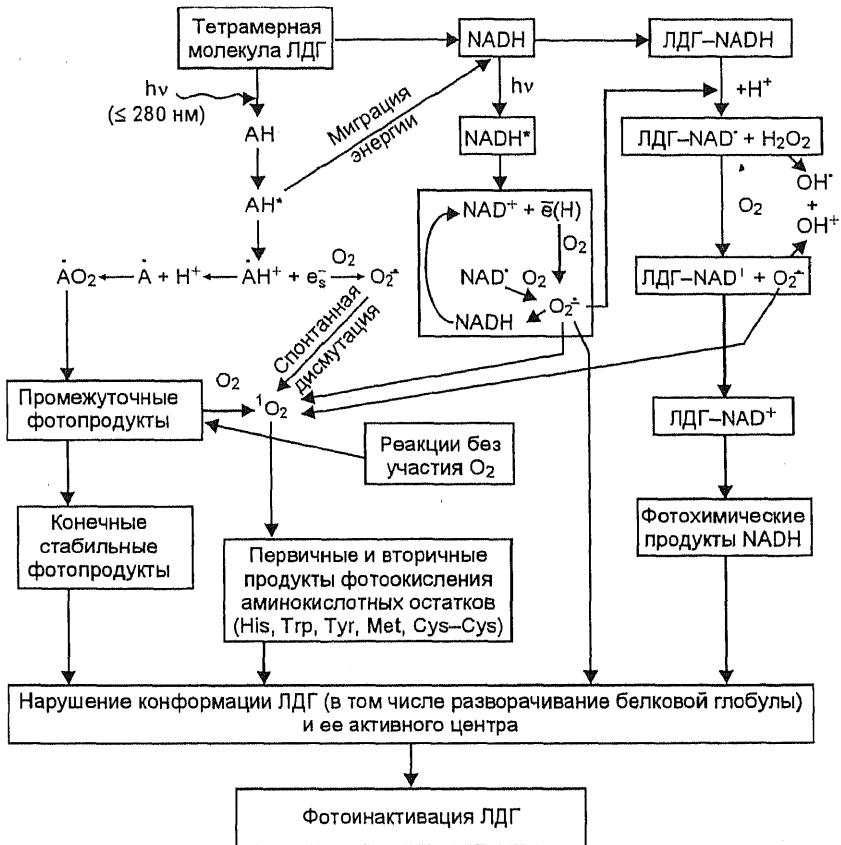 Тетрамерная
молекула ЛДГ
NADH
ЛДГ–NADH
hν
(≤ 280 нм)
hν
+H⁺
AH
Миграция
энергии
NADH*
ЛДГ–NAD˙ + H₂O₂
AH*
NAD⁺ + e̅(H)
O₂
O₂
OH˙
+
OH⁺
ȦO₂ ← Ȧ + H⁺ ← ȦH⁺ + e⁻ₛ O₂ → O₂⁻˙
NAD˙ O₂
ЛДГ–NAD¹ + O₂⁻˙
NADH
O₂⁻˙
Спонтанная
дисмутация
Промежуточные
фотопродукты
O₂
¹O₂
ЛДГ–NAD⁺
Реакции без
участия O₂
Конечные
стабильные
фотопродукты
Фотохимические
продукты NADH
Первичные и вторичные
продукты фотоокисления
аминокислотных остатков
(His, Trp, Tyr, Met, Cys–Cys)
Нарушение конформации ЛДГ (в том числе разворачивание белковой глобулы)
и ее активного центра
Фотоинактивация ЛДГ